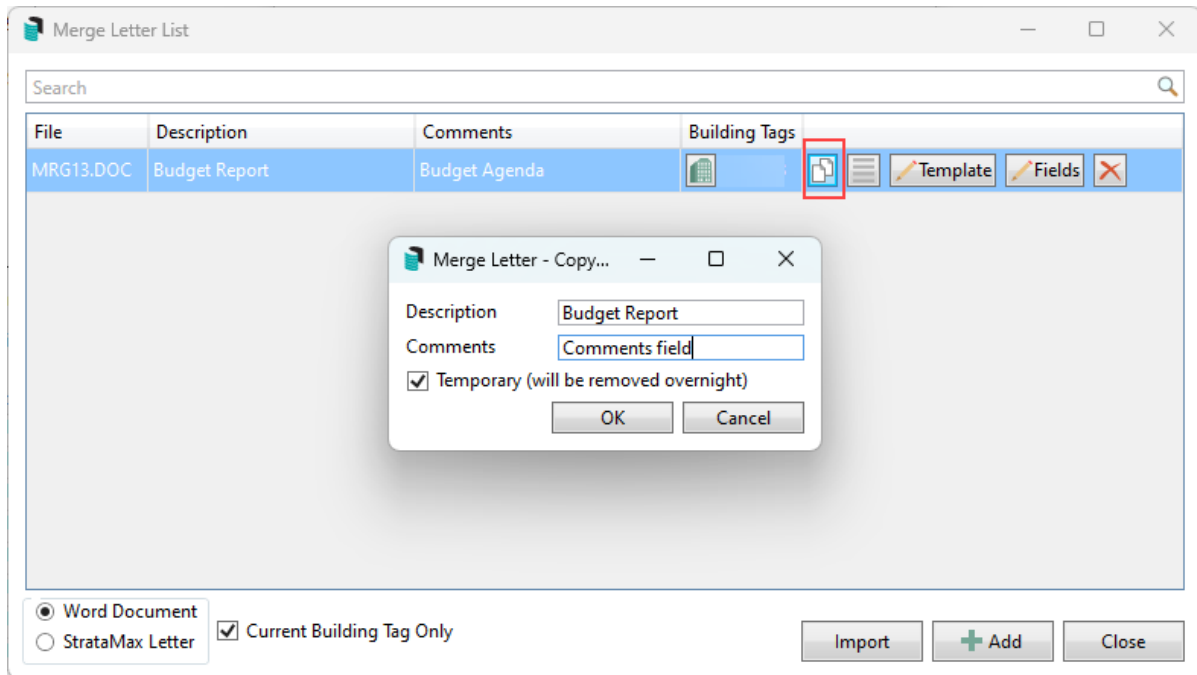 Merge Letter List
Search
File Description Comments Building Tags
MRG13.DOC Budget Report Budget Agenda Template Fields
Merge Letter - Copy...
Description Budget Report
Comments Comments field
Temporary (will be removed overnight)
OK Cancel
Word Document
StrataMax Letter
Current Building Tag Only
Import Add Close